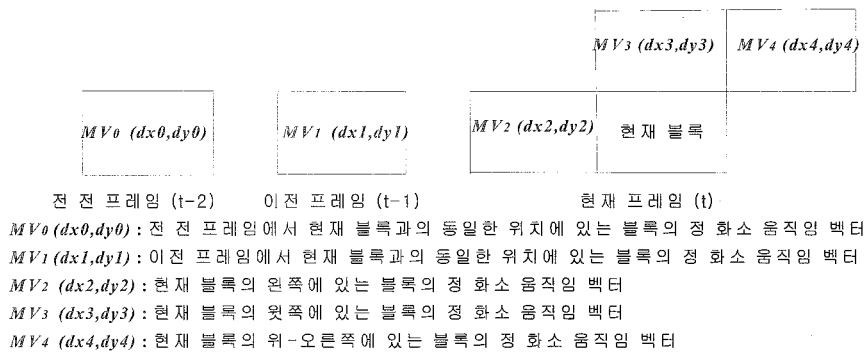 MV3 (dx3,dy3) MV4 (dx4,dy4)
MV0 (dx0,dy0) MV1 (dx1,dy1) MV2 (dx2,dy2) 현재 블록
전 전 프레임 (t-2) 이전 프레임 (t-1) 현재 프레임 (t)
MV0 (dx0,dy0) : 전 전 프레임에서 현재 블록과의 동일한 위치에 있는 블록의 정 화소 움직임 벡터
MV1 (dx1,dy1) : 이전 프레임에서 현재 블록과의 동일한 위치에 있는 블록의 정 화소 움직임 벡터
MV2 (dx2,dy2) : 현재 블록의 왼쪽에 있는 블록의 정 화소 움직임 벡터
MV3 (dx3,dy3) : 현재 블록의 윗쪽에 있는 블록의 정 화소 움직임 벡터
MV4 (dx4,dy4) : 현재 블록의 위-오른쪽에 있는 블록의 정 화소 움직임 벡터